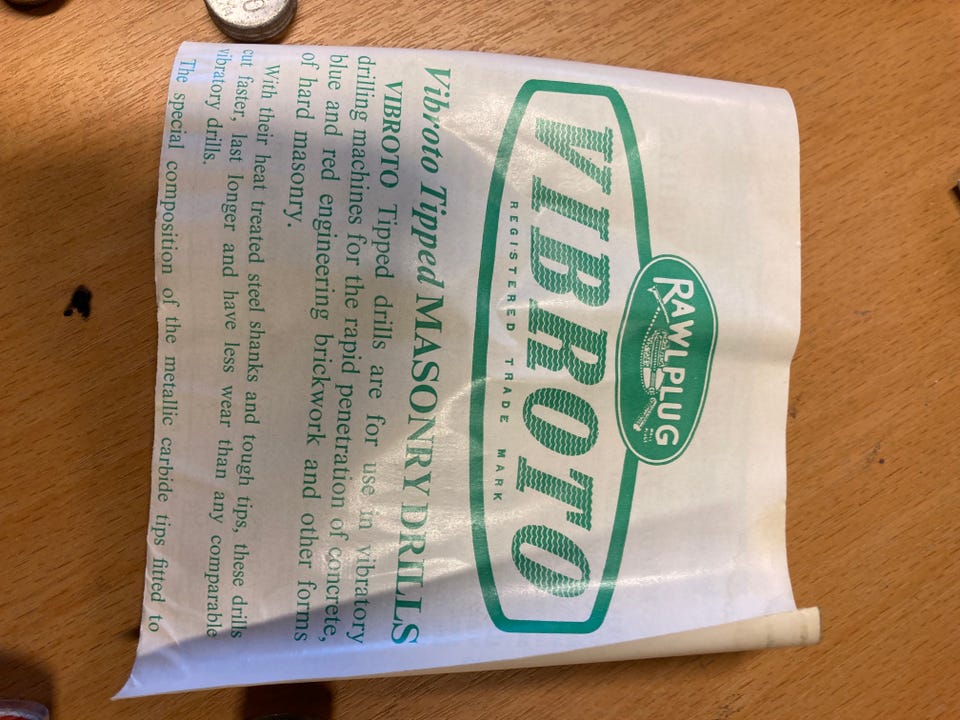 RAWLPLUG
VIBROTO
REGISTERED TRADE MARK
Vibroto Tipped MASONRY DRILLS
VIBROTO Tipped drills are for use in vibratory
drilling machines for the rapid penetration of concrete,
blue and red engineering brickwork and other forms
of hard masonry.
With their heat treated steel shanks and tough tips, these drills
cut faster, last longer and have less wear than any comparable
vibratory drills.
The special composition of the metallic carbide tips fitted to